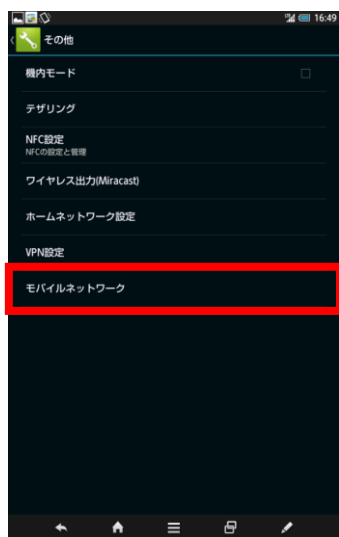 16:49
その他
機内モード
テザリング
NFC設定
NFCの設定と管理
ワイヤレス出力(Miracast)
ホームネットワーク設定
VPN設定
モバイルネットワーク